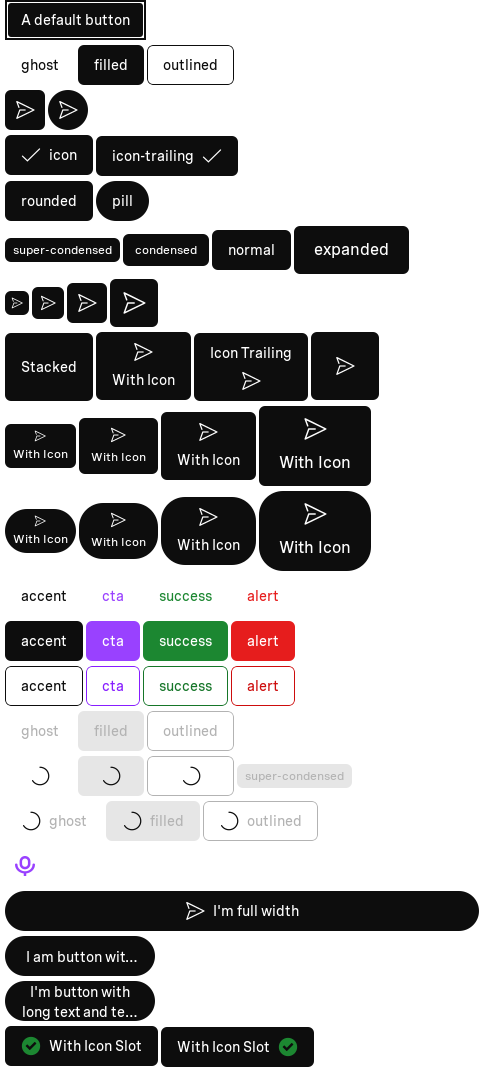 A default button
ghost filled outlined
icon icon-trailing
rounded pill
super-condensed condensed normal expanded
Stacked With Icon Icon Trailing
With Icon With Icon With Icon With Icon
With Icon With Icon With Icon With Icon
accent cta success alert
accent cta success alert
accent cta success alert
ghost filled outlined
super-condensed
ghost filled outlined
I'm full width
I am button wit...
I'm button with
long text and te...
With Icon Slot With Icon Slot